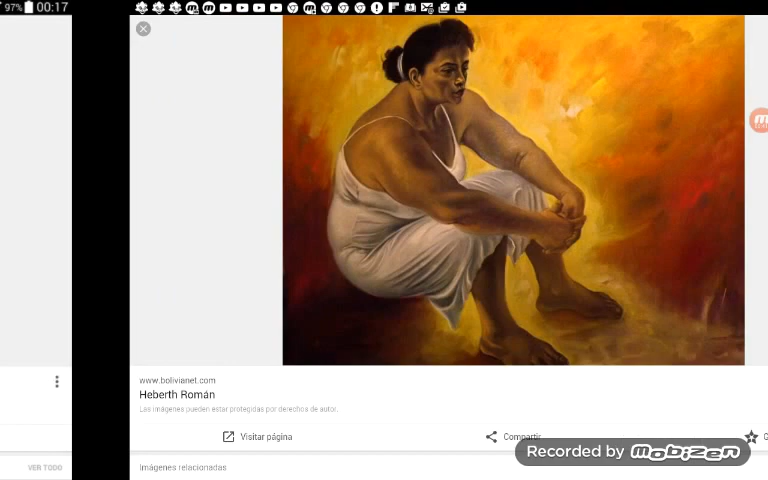 97% 00:17
www.bolivianet.com
Heberth Román
Las imágenes pueden estar protegidas por derechos de autor.
Visitar página
Compartir
G
VER TODO
Imágenes relacionadas
Recorded by mobizen